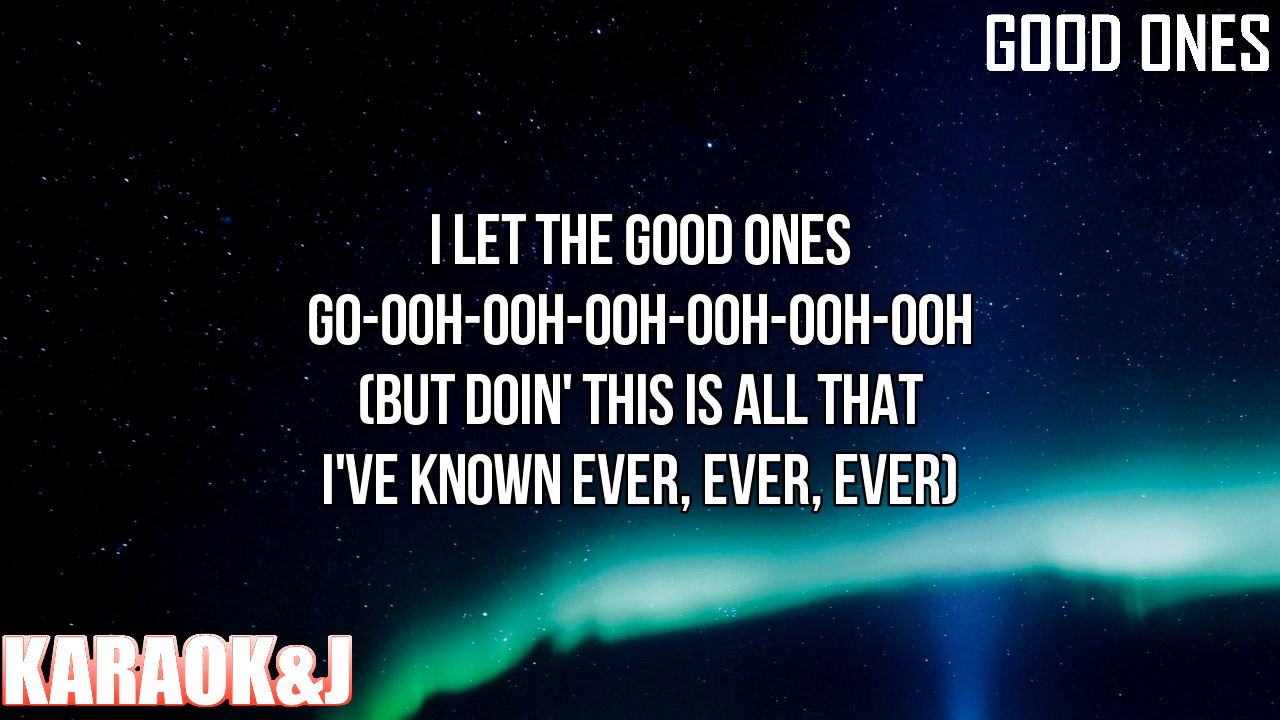 GOOD ONES
I LET THE GOOD ONES
GO-OOH-OOH-OOH-OOH-OOH-OOH
(BUT DOIN' THIS IS ALL THAT
I'VE KNOWN EVER, EVER, EVER)
KARAOK&J